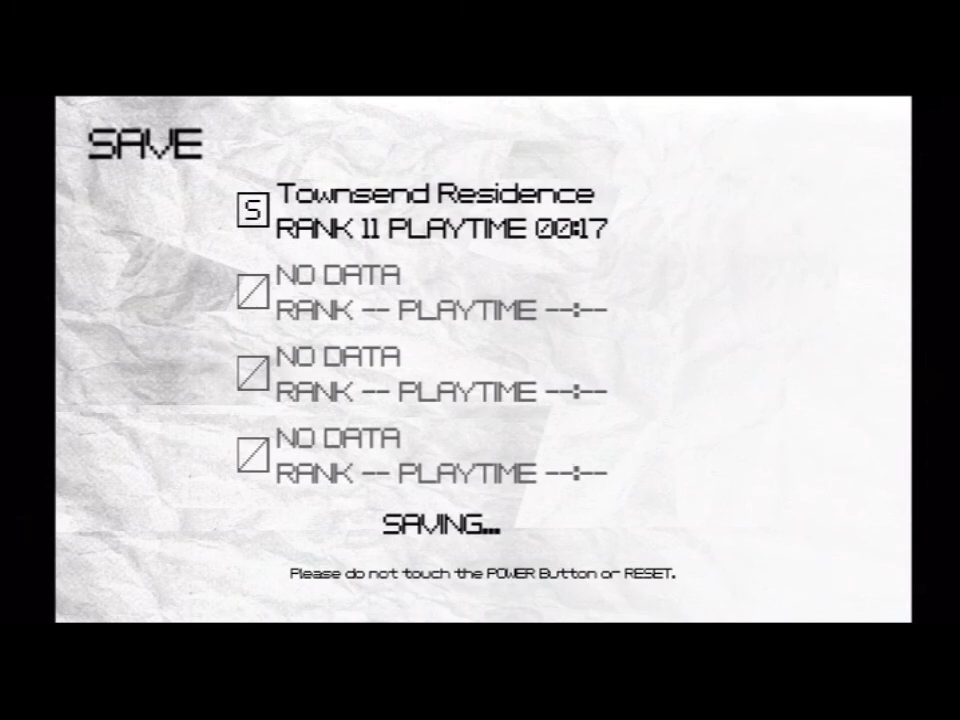 SAVE
S
Townsend Residence
RANK 11 PLAYTIME 00:17
NO DATA
RANK -- PLAYTIME --:--
NO DATA
RANK -- PLAYTIME --:--
NO DATA
RANK -- PLAYTIME --:--
SAVING...
Please do not touch the POWER Button or RESET.